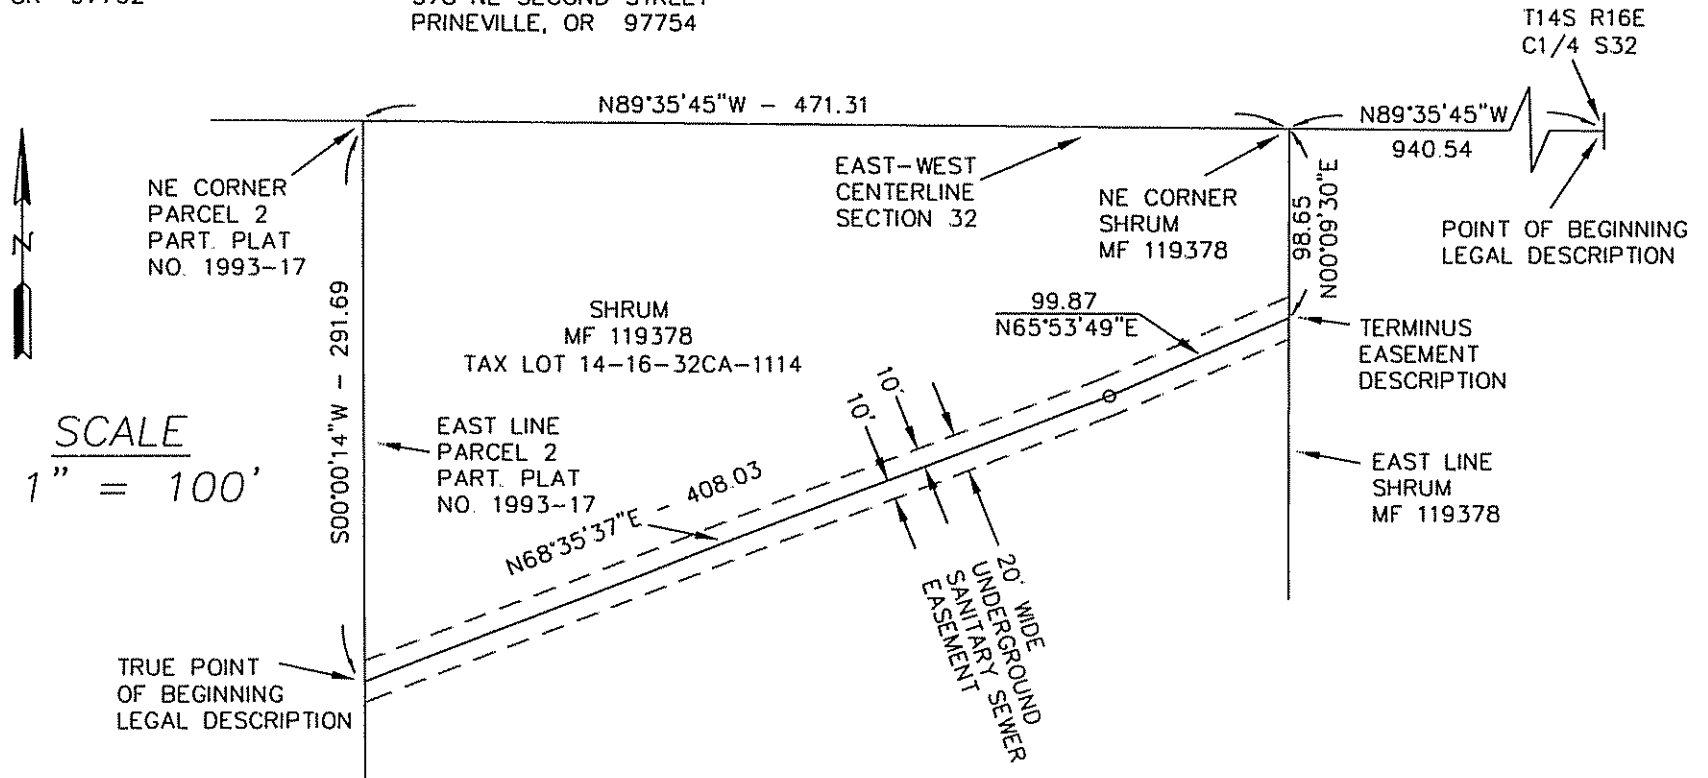 PRINEVILLE, OR 97754
T14S R16E
C1/4 S32
N89°35'45"W - 471.31
N89°35'45"W
940.54
NE CORNER
PARCEL 2
PART. PLAT
NO. 1993-17
EAST-WEST
CENTERLINE
SECTION 32
NE CORNER
SHRUM
MF 119378
98.65
N00°09'30"E
POINT OF BEGINNING
LEGAL DESCRIPTION
N
S00°00'14"W - 291.69
SHRUM
MF 119378
TAX LOT 14-16-32CA-1114
99.87
N65°53'49"E
TERMINUS
EASEMENT
DESCRIPTION
SCALE
1" = 100'
EAST LINE
PARCEL 2
PART. PLAT
NO. 1993-17
10'
10'
N68°35'37"E - 408.03
EAST LINE
SHRUM
MF 119378
20' WIDE
UNDERGROUND
SANITARY SEWER
EASEMENT
TRUE POINT
OF BEGINNING
LEGAL DESCRIPTION